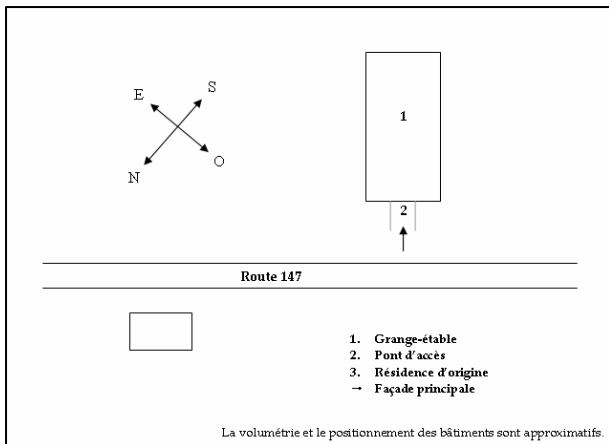 S
E
1
O
N
2
Route 147
1. Grange-étable
2. Pont d'accès
3. Résidence d'origine
→ Façade principale
La volumétrie et le positionnement des bâtiments sont approximatifs.